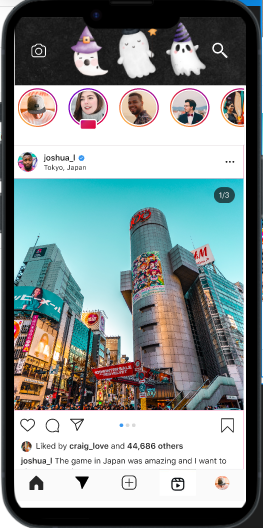 joshua_l
Tokyo, Japan
1/3
109
H&M
Liked by craig_love and 44,686 others
joshua_l The game in Japan was amazing and I want to